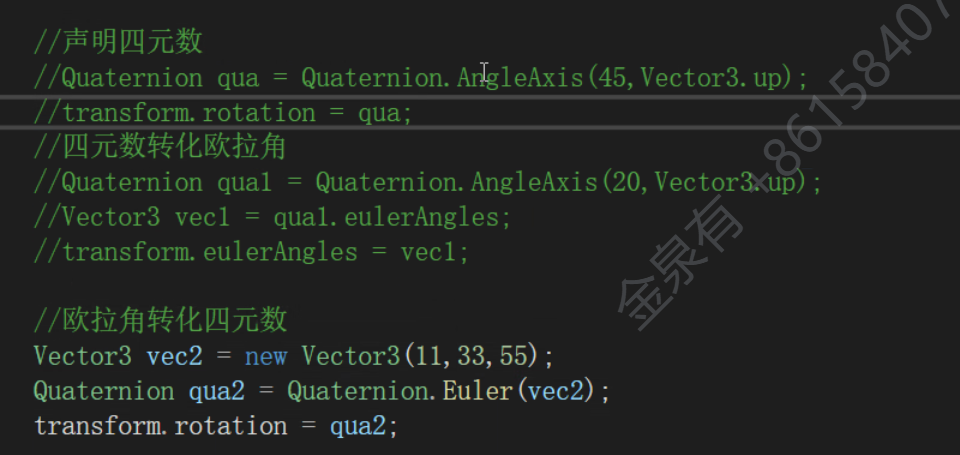 //声明四元数
//Quaternion qua = Quaternion.AngleAxis(45,Vector3.up);
//transform.rotation = qua;
//四元数转化欧拉角
//Quaternion qua1 = Quaternion.AngleAxis(20,Vector3.up);
//Vector3 vec1 = qua1.eulerAngles;
//transform.eulerAngles = vec1;
//欧拉角转化四元数
Vector3 vec2 = new Vector3(11,33,55);
Quaternion qua2 = Quaternion.Euler(vec2);
transform.rotation = qua2;
金泉有 +86158407